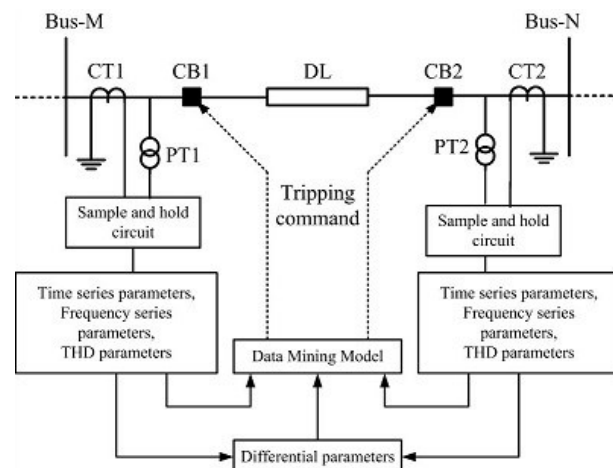 Bus-M
Bus-N
CT1
CB1
DL
CB2
CT2
PT1
PT2
Tripping
command
Sample and hold
circuit
Sample and hold
circuit
Time series parameters,
Frequency series
parameters,
THD parameters
Time series parameters,
Frequency series
parameters,
THD parameters
Data Mining Model
Differential parameters